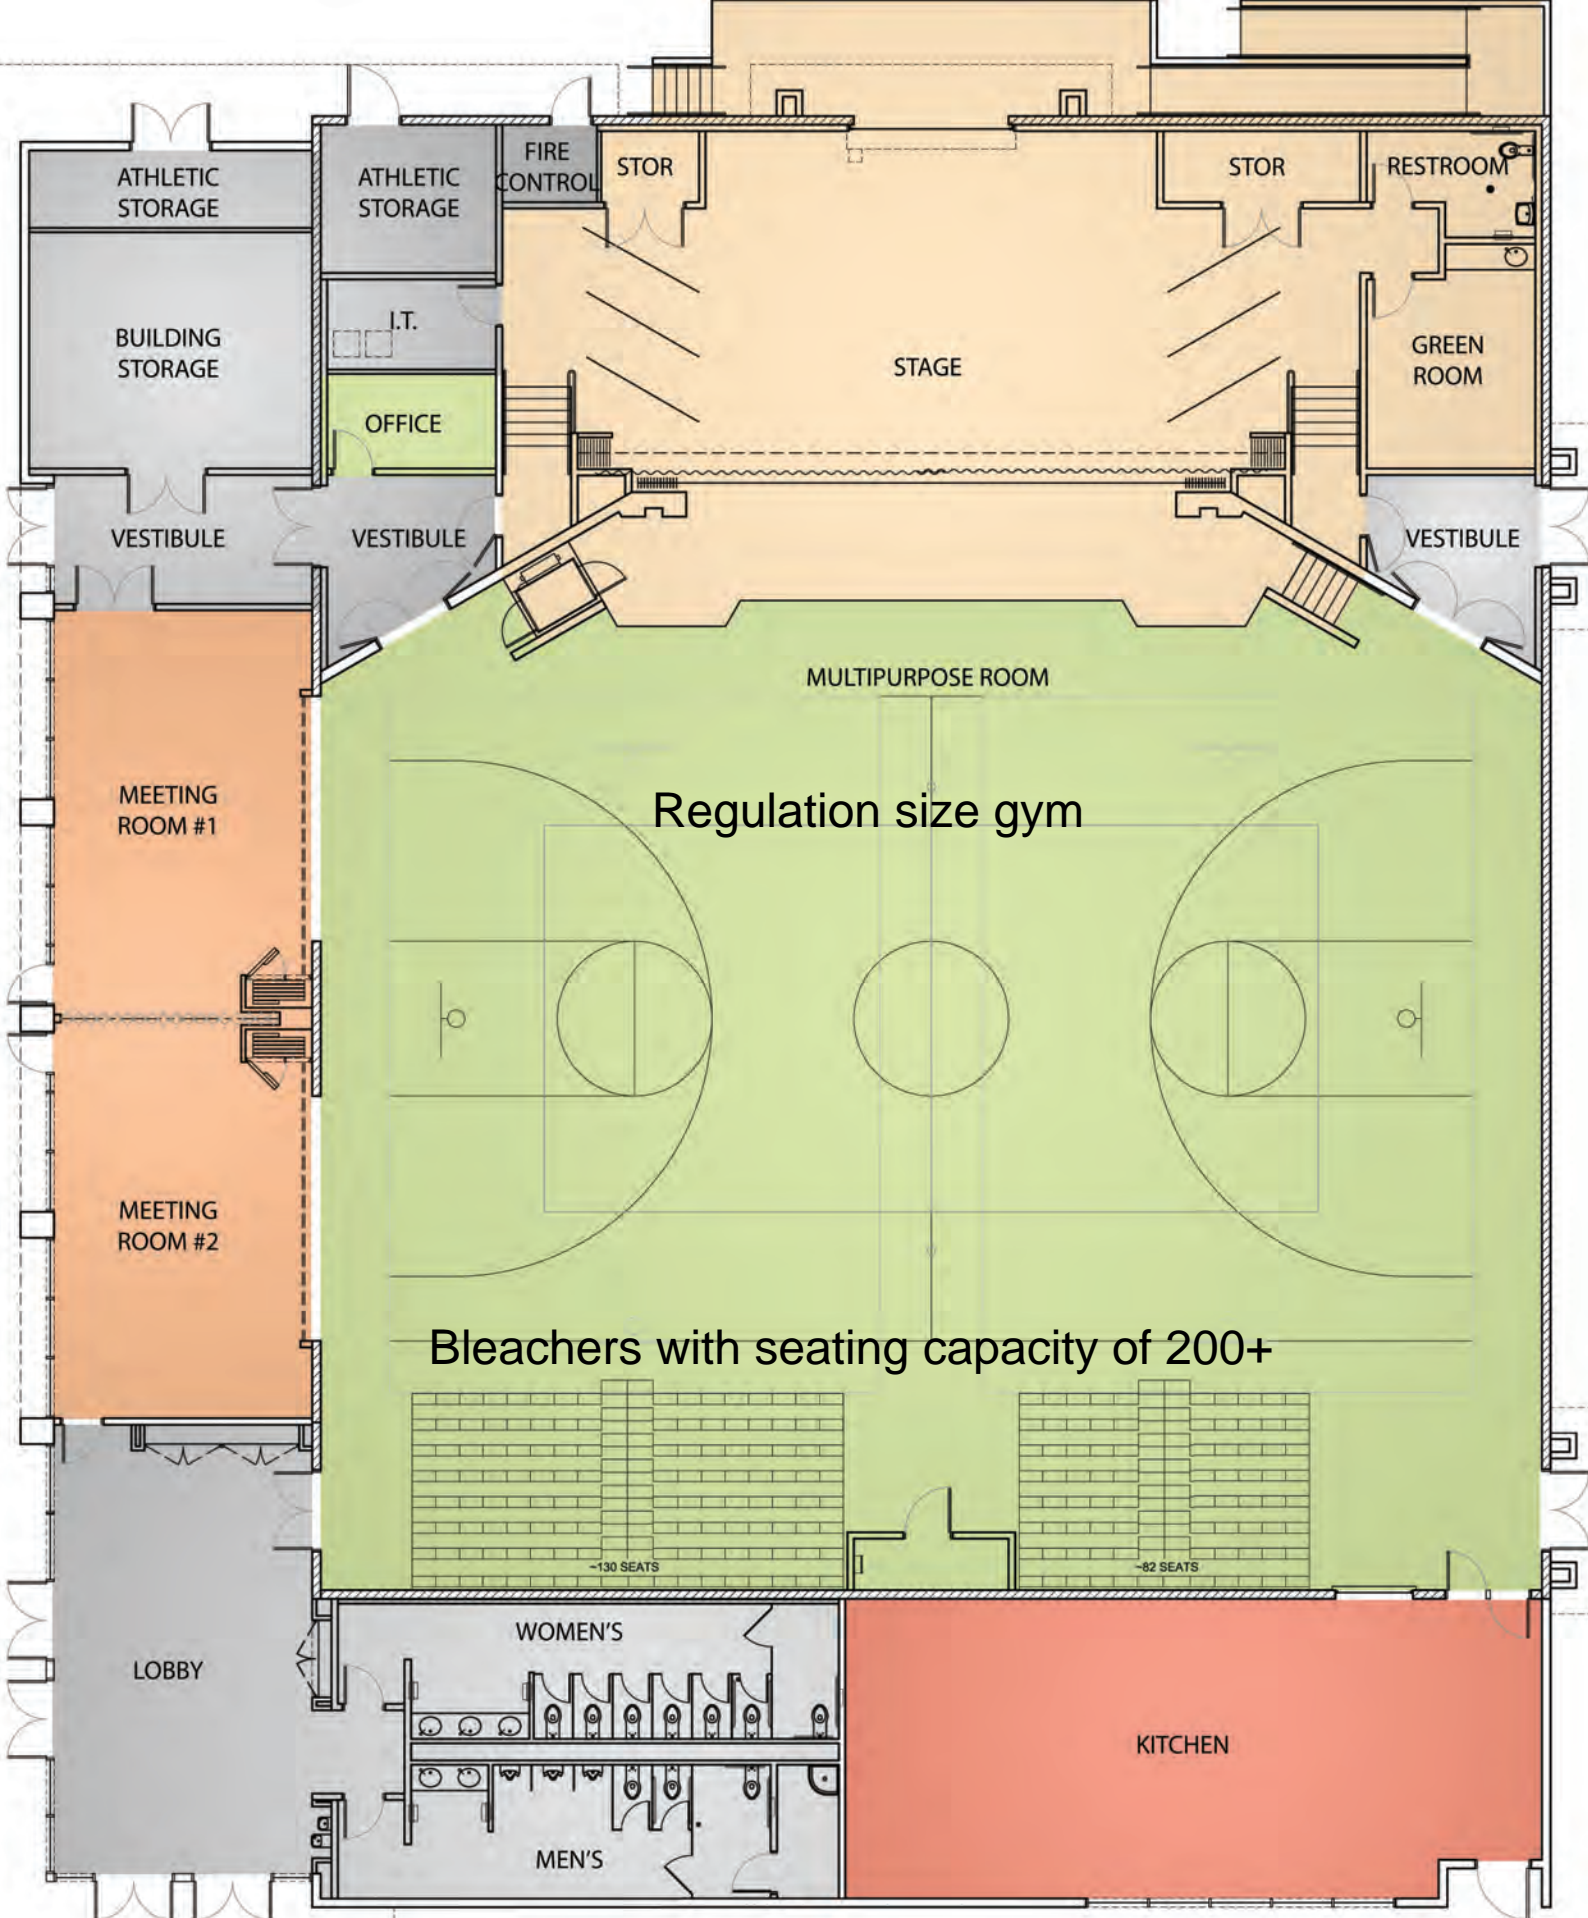 FIRE
CONTROL
STOR
STOR
RESTROOM
ATHLETIC
STORAGE
ATHLETIC
STORAGE
I.T.
BUILDING
STORAGE
STAGE
GREEN
ROOM
OFFICE
VESTIBULE
VESTIBULE
VESTIBULE
MULTIPURPOSE ROOM
MEETING
ROOM #1
Regulation size gym
MEETING
ROOM #2
Bleachers with seating capacity of 200+
~130 SEATS
~82 SEATS
WOMEN'S
LOBBY
KITCHEN
MEN'S